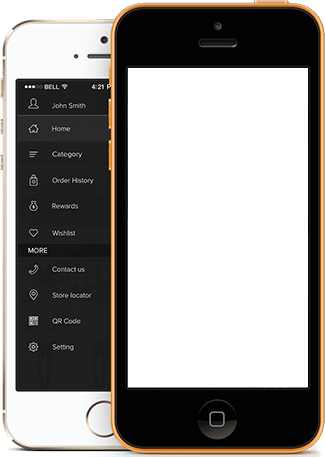 BELL 4:21 P
John Smith
Home
Category
Order History
Rewards
Wishlist
MORE
Contact us
Store locator
QR Code
Setting